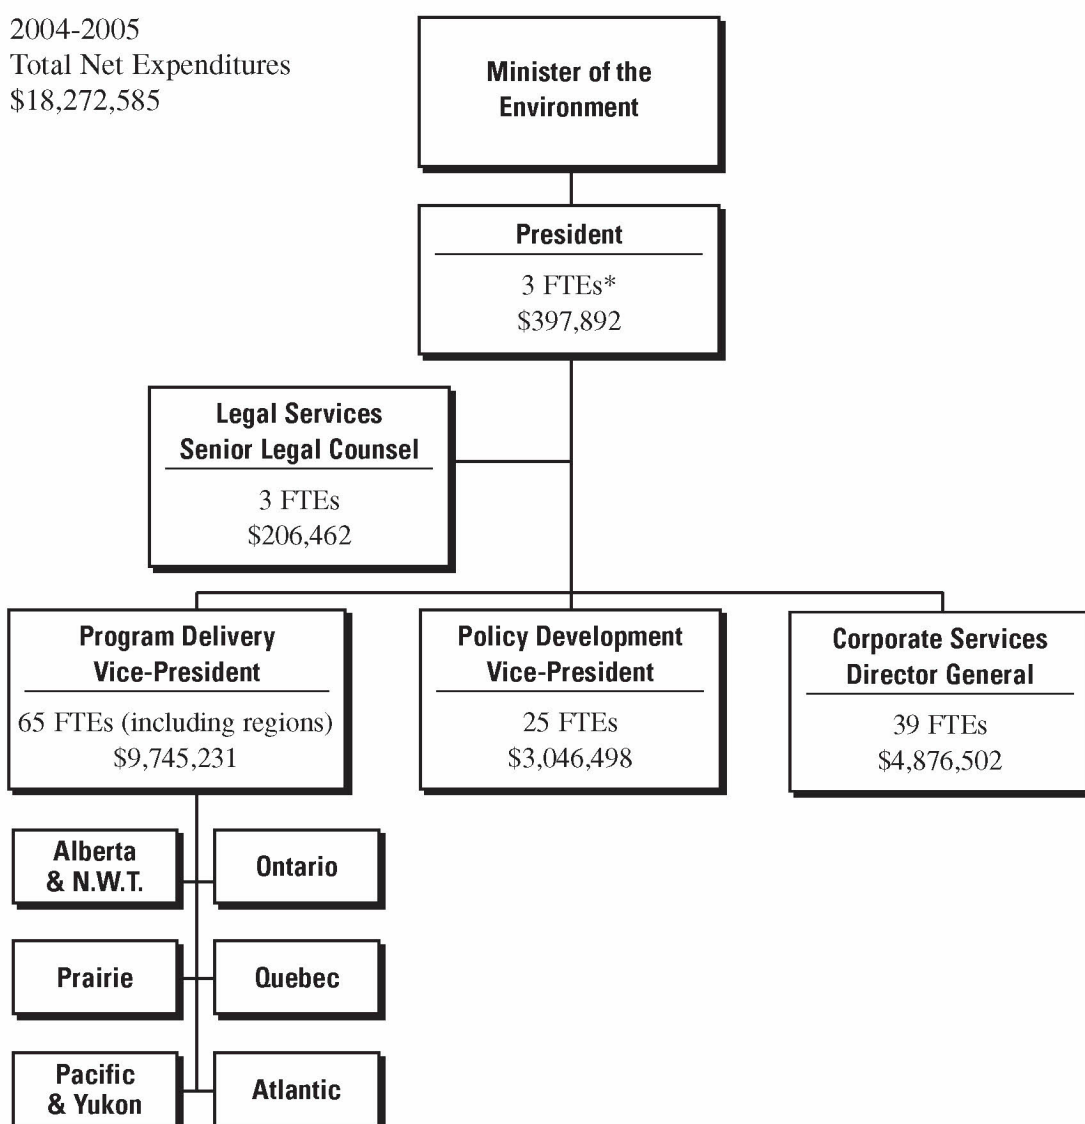 2004-2005
Total Net Expenditures
$18,272,585
Minister of the
Environment
President
3 FTEs*
$397,892
Legal Services
Senior Legal Counsel
3 FTEs
$206,462
Program Delivery
Vice-President
65 FTEs (including regions)
$9,745,231
Policy Development
Vice-President
25 FTEs
$3,046,498
Corporate Services
Director General
39 FTEs
$4,876,502
Alberta
& N.W.T.
Ontario
Prairie
Quebec
Pacific
& Yukon
Atlantic